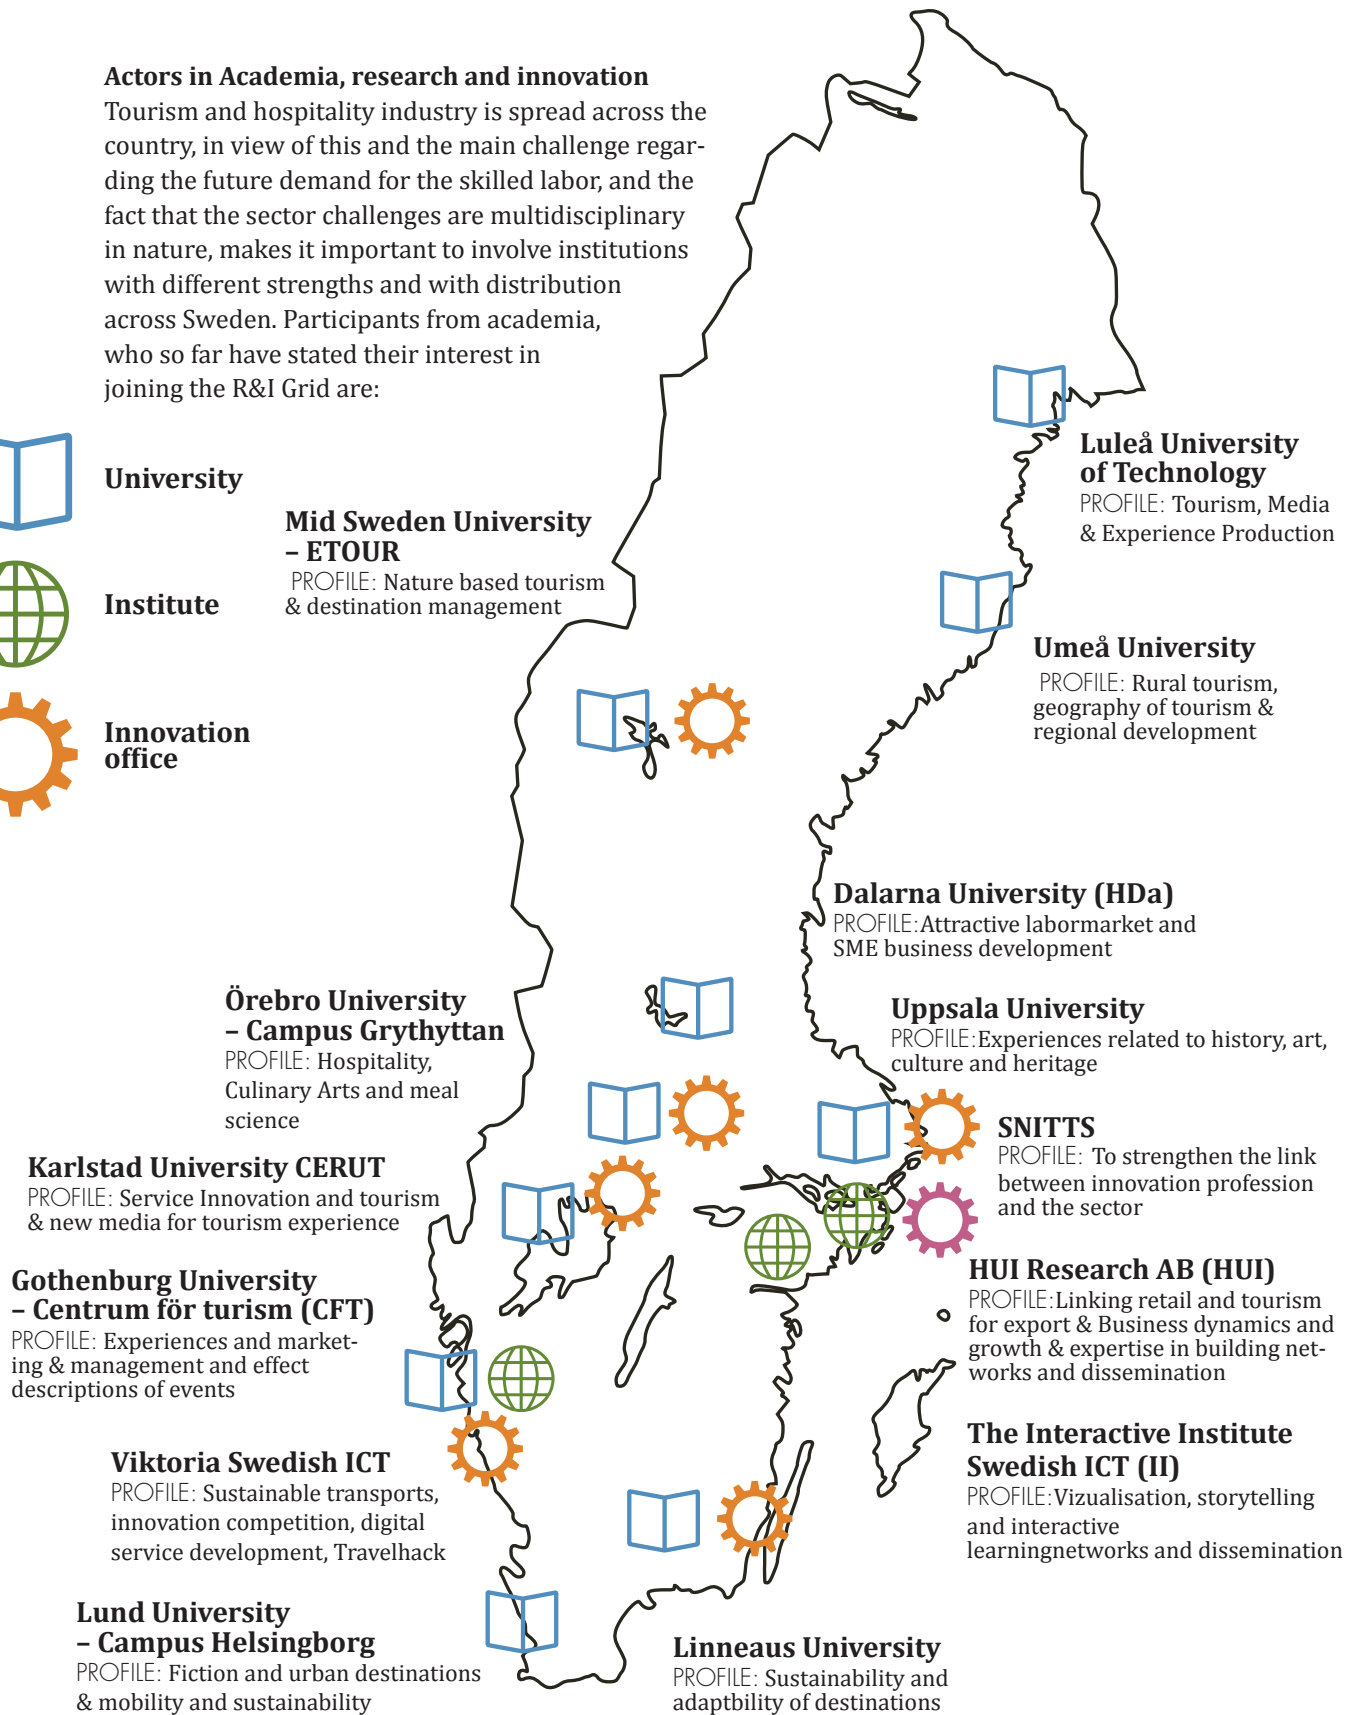 Actors in Academia, research and innovation
Tourism and hospitality industry is spread across the
country, in view of this and the main challenge regar-
ding the future demand for the skilled labor, and the
fact that the sector challenges are multidisciplinary
in nature, makes it important to involve institutions
with different strengths and with distribution
across Sweden. Participants from academia,
who so far have stated their interest in
joining the R&I Grid are:
University
Institute
Innovation
office
Mid Sweden University
– ETOUR
PROFILE: Nature based tourism
& destination management
Luleå University
of Technology
PROFILE: Tourism, Media
& Experience Production
Umeå University
PROFILE: Rural tourism,
geography of tourism &
regional development
Dalarna University (HDa)
PROFILE:Attractive labormarket and
SME business development
Örebro University
– Campus Grythyttan
PROFILE: Hospitality,
Culinary Arts and meal
science
Uppsala University
PROFILE:Experiences related to history, art,
culture and heritage
SNITTS
PROFILE: To strengthen the link
between innovation profession
and the sector
Karlstad University CERUT
PROFILE: Service Innovation and tourism
& new media for tourism experience
Gothenburg University
– Centrum för turism (CFT)
PROFILE: Experiences and market-
ing & management and effect
descriptions of events
HUI Research AB (HUI)
PROFILE:Linking retail and tourism
for export & Business dynamics and
growth & expertise in building net-
works and dissemination
Viktoria Swedish ICT
PROFILE: Sustainable transports,
innovation competition, digital
service development, Travelhack
The Interactive Institute
Swedish ICT (II)
PROFILE:Vizualisation, storytelling
and interactive
learningnetworks and dissemination
Lund University
– Campus Helsingborg
PROFILE: Fiction and urban destinations
& mobility and sustainability
Linneaus University
PROFILE: Sustainability and
adaptbility of destinations